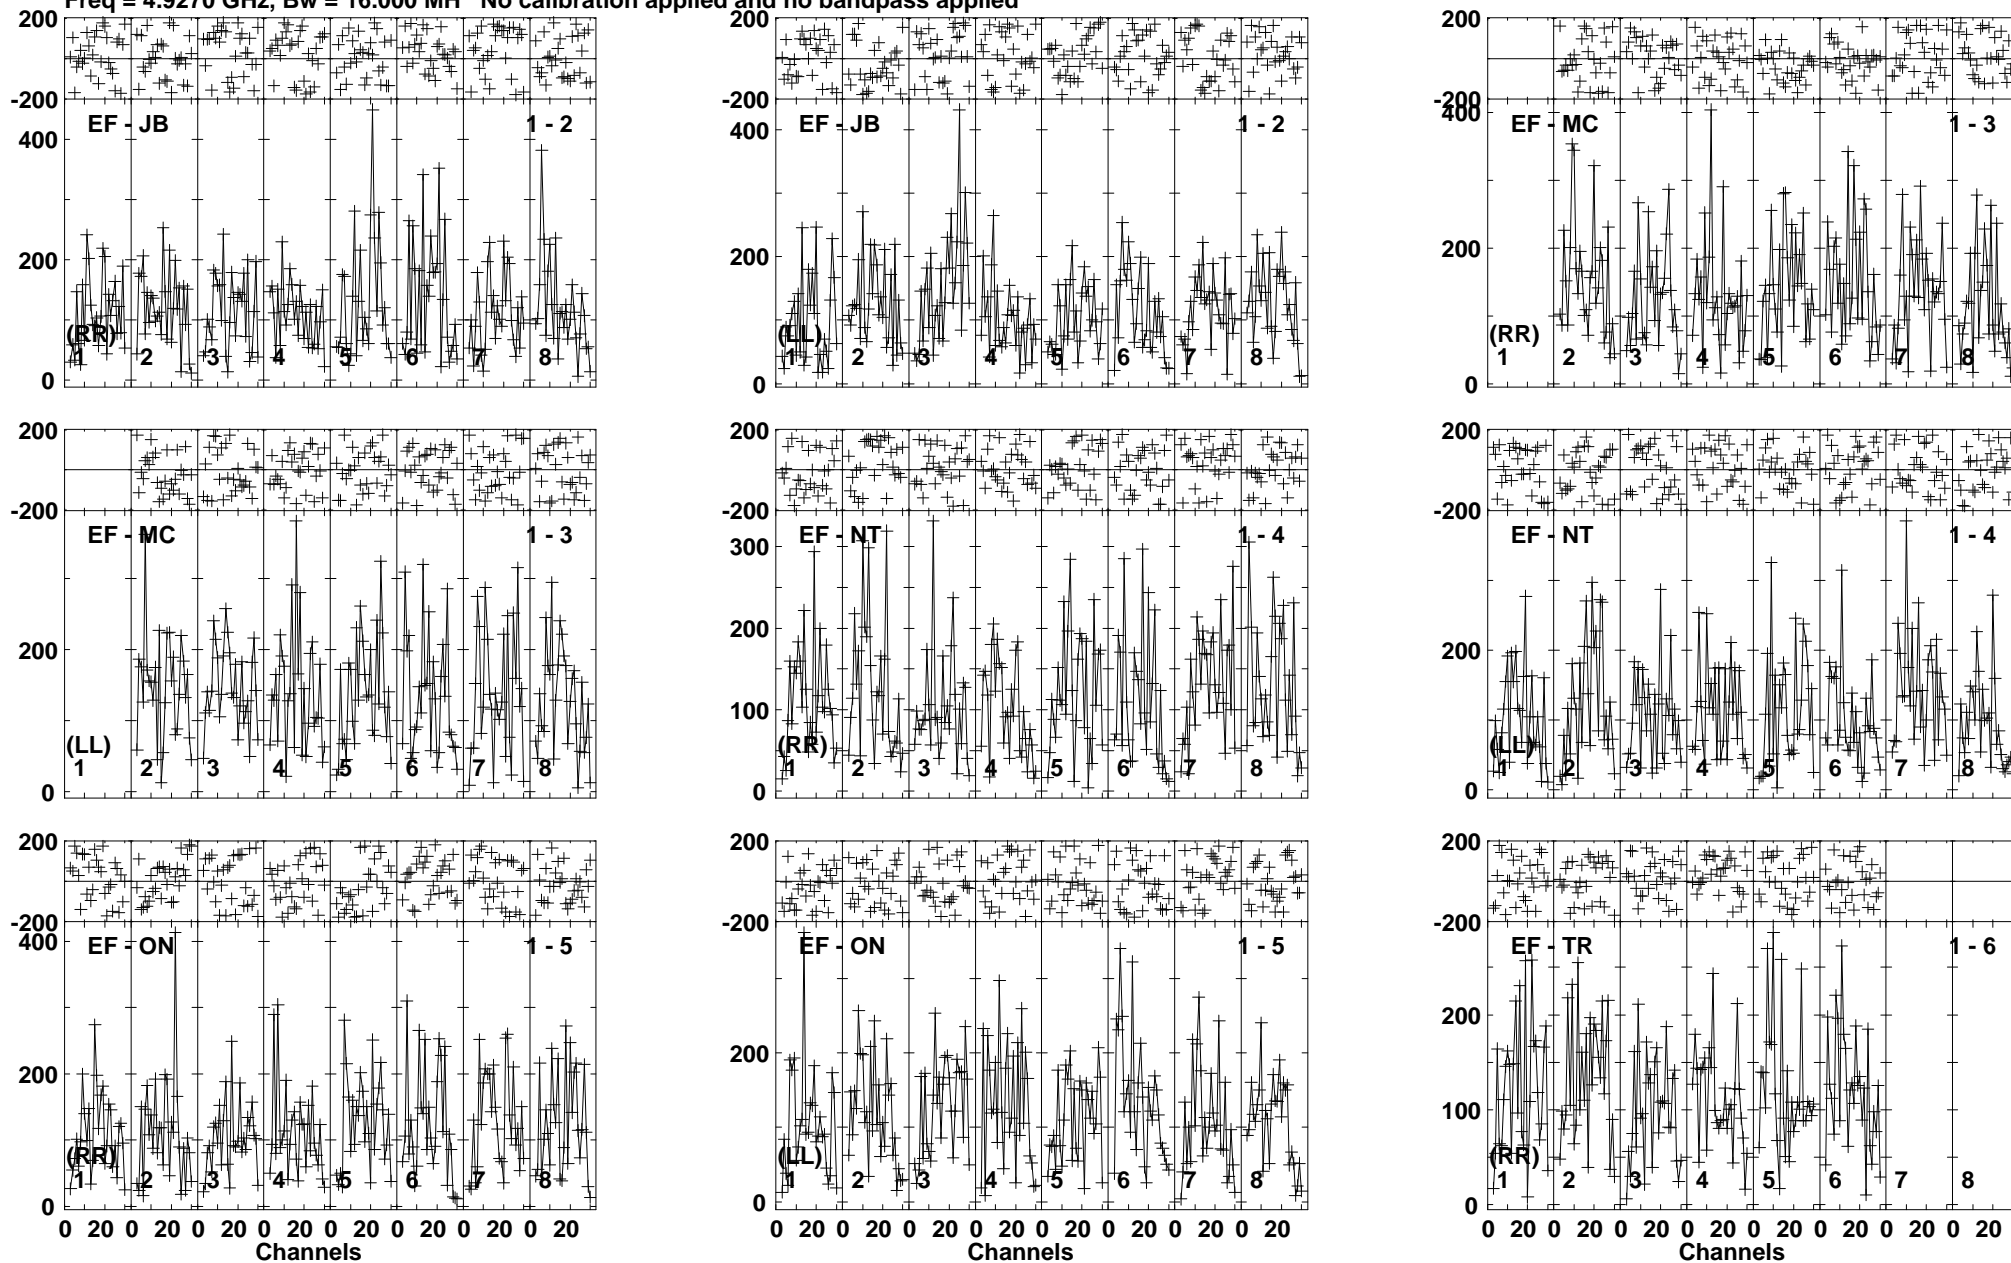 Freq = 4.9270 GHz, Bw = 16.000 MH No calibration applied and no bandpass applied
200 200 200
-200 -200 -200
EF - JB 1 - 2 EF - JB 1 - 2 EF - MC 1 - 3
400 400 400
200 200 200
(RR) (LL) (RR)
1 2 3 4 5 6 7 8 1 2 3 4 5 6 7 8 1 2 3 4 5 6 7 8
0 0 0
200 200 200
-200 -200 -200
EF - MC 1 - 3 EF - NT 1 - 4 EF - NT 1 - 4
300
200 200 200
100
(LL) (RR) (LL)
1 2 3 4 5 6 7 8 1 2 3 4 5 6 7 8 1 2 3 4 5 6 7 8
0 0 0
200 200 200
-200 -200 -200
EF - ON 1 - 5 EF - ON 1 - 5 EF - TR 1 - 6
400
200 200 200
100
(RR) (LL) (RR)
1 2 3 4 5 6 7 8 1 2 3 4 5 6 7 8 1 2 3 4 5 6 7 8
0 0 0
0 20 0 20 0 20 0 20 0 20 0 20 0 20 0 20 0 20 0 20 0 20 0 20 0 20 0 20 0 20 0 20 0 20 0 20 0 20 0 20 0 20 0 20 0 20 0 20
Channels Channels